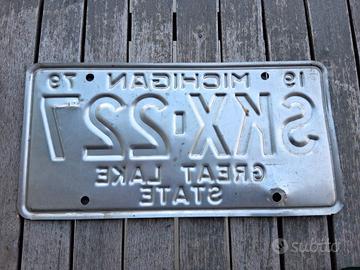 19 MICHIGAN 79
SKX-227
GREAT LAKE
STATE
subito